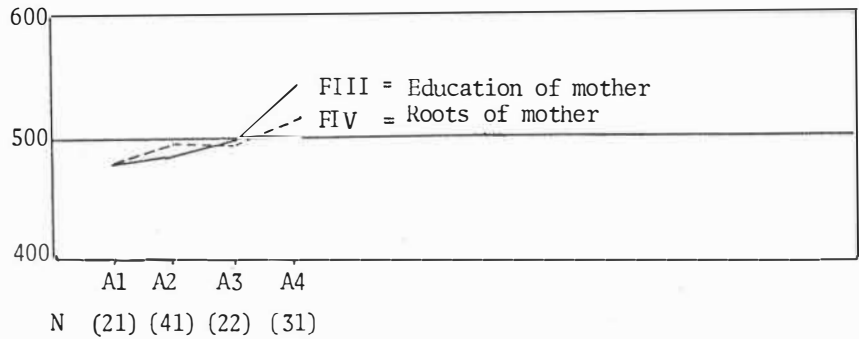 600
FIII = Education of mother
FIV = Roots of mother
500
400
A1 A2 A3 A4
N (21) (41) (22) (31)